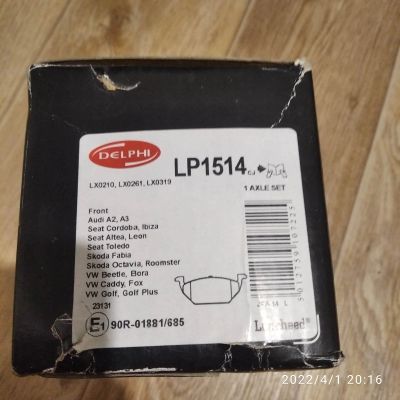 DELPHI
LP1514
LX0210, LX0261, LX0319
1 AXLE SET
Front
Audi A2, A3
Seat Cordoba, Ibiza
Seat Altea, Leon
Seat Toledo
Skoda Fabia
Skoda Octavia, Roomster
VW Beetle, Bora
VW Caddy, Fox
VW Golf, Golf Plus
23131
E1 90R-01881/685
5012759107225
Lockheed®
2022/4/1 20:16